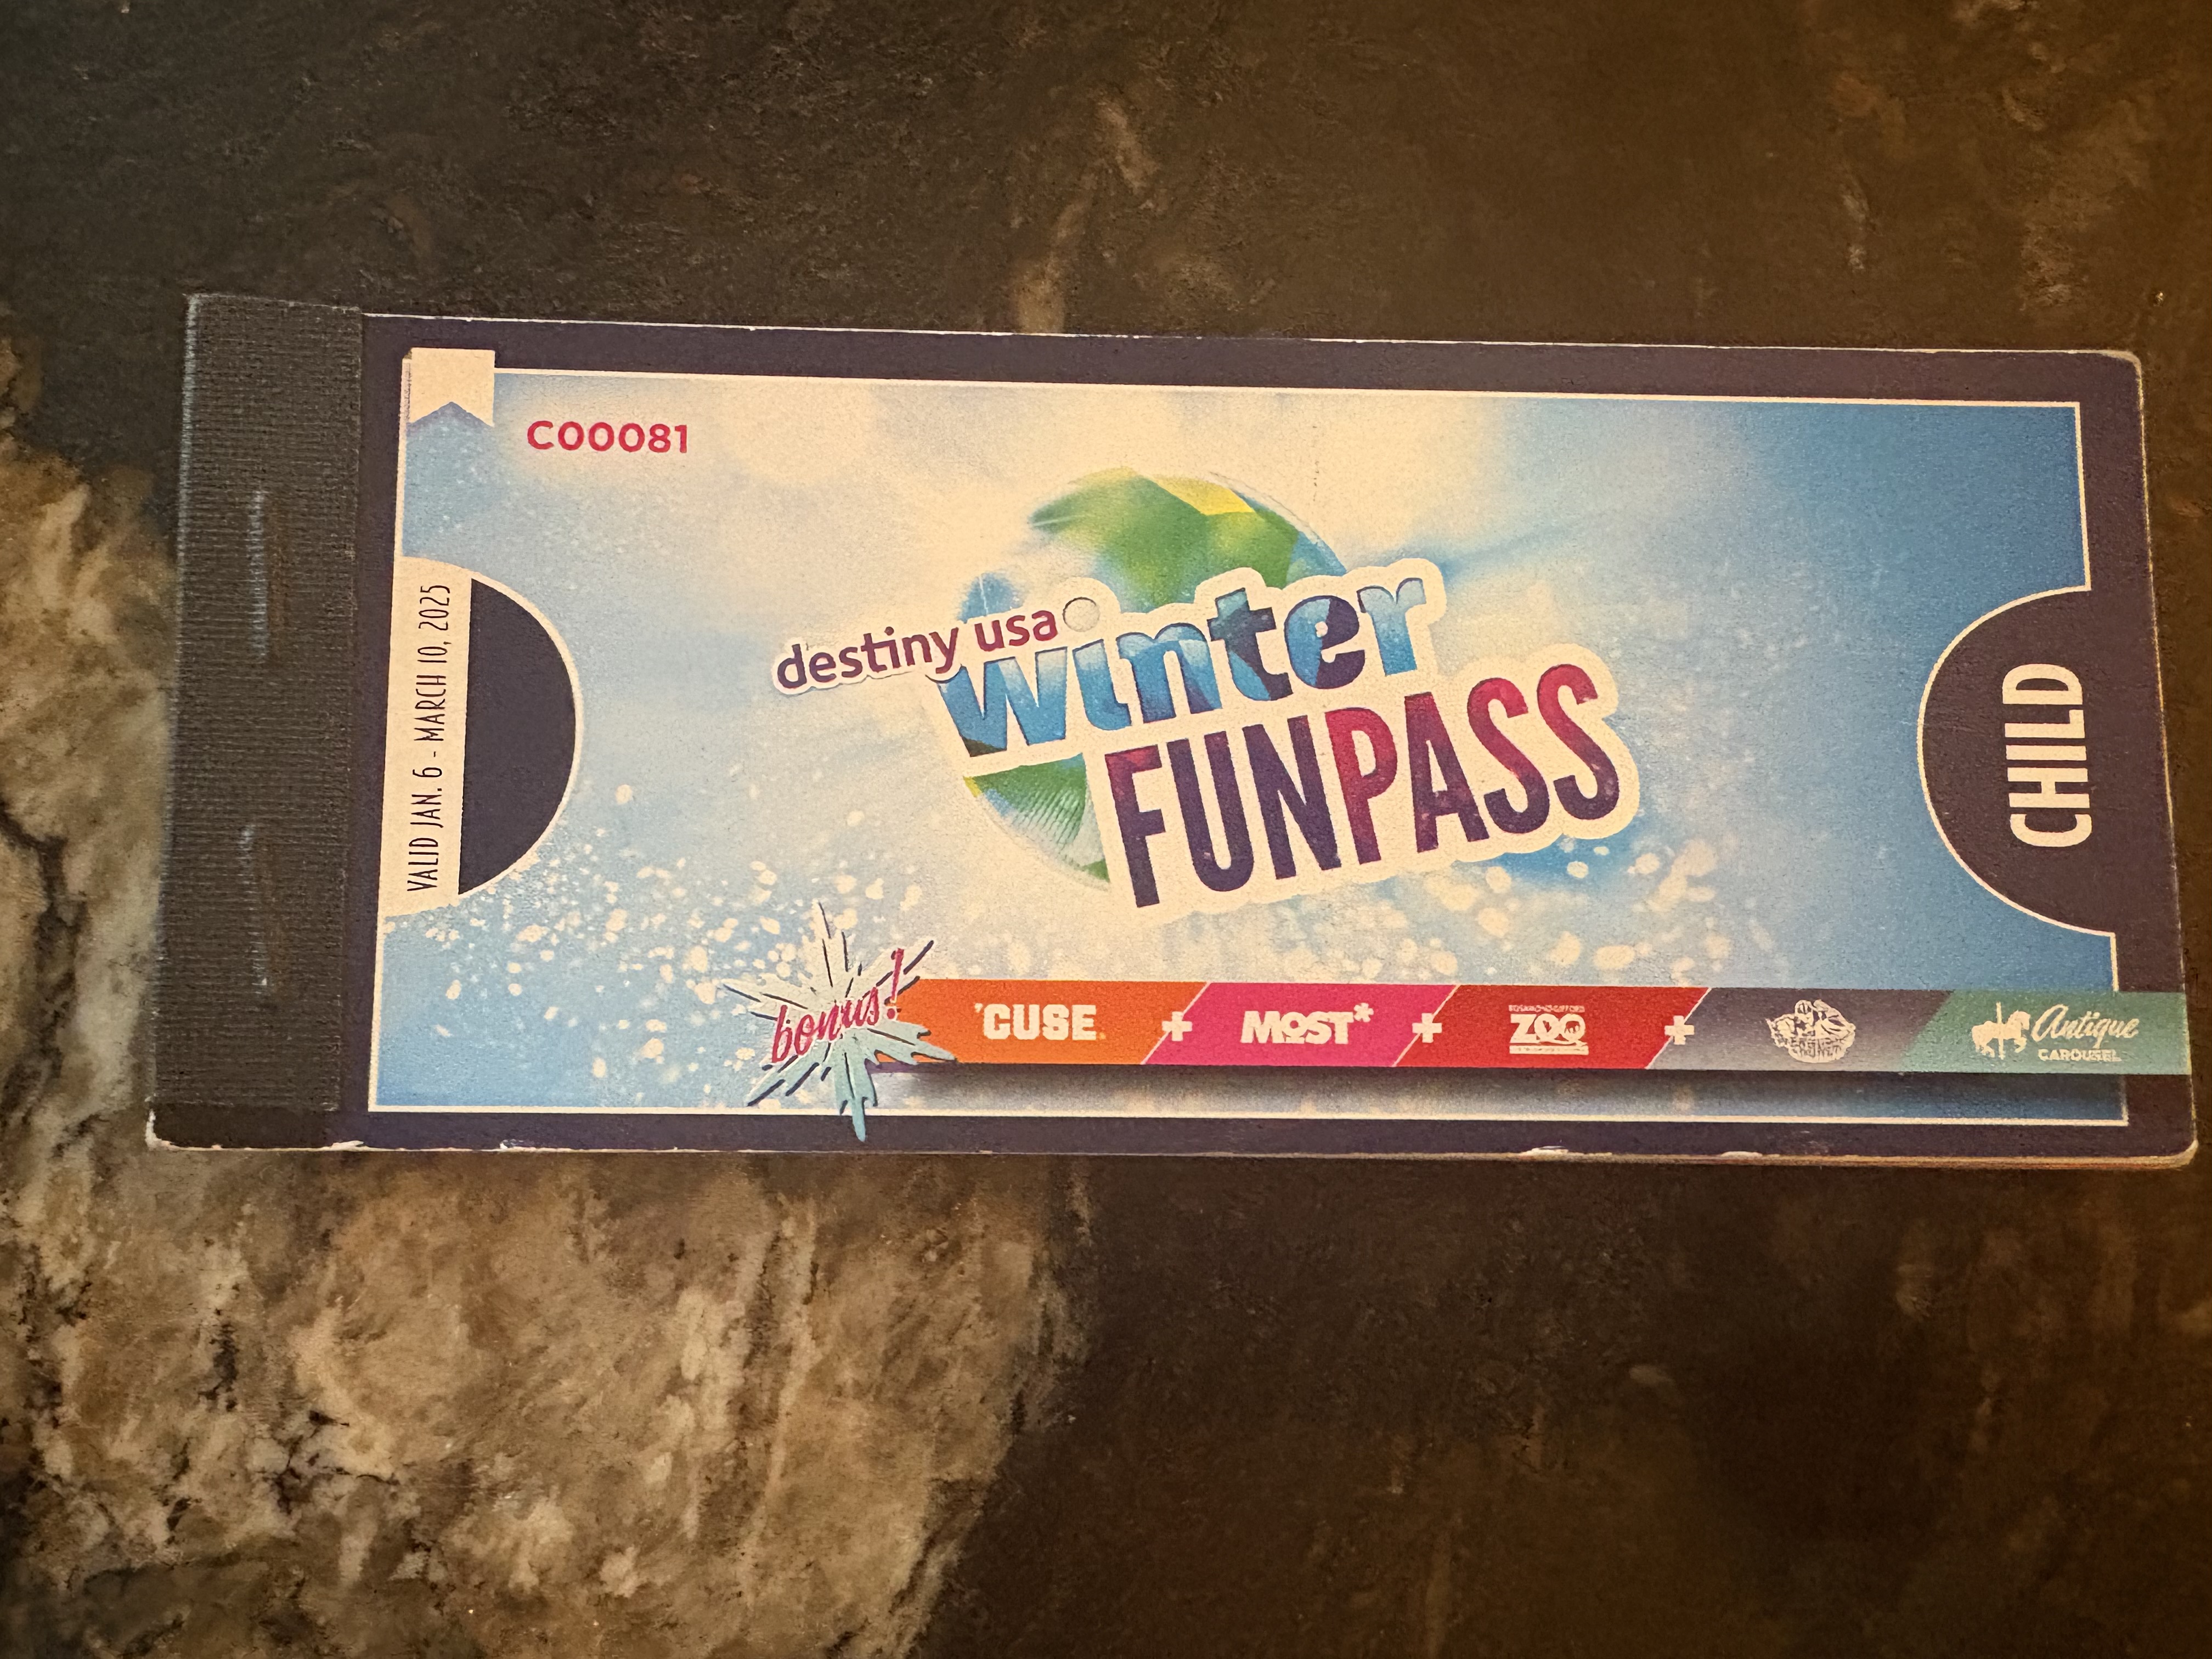 C00081
VALID JAN. 6 - MARCH 10, 2025
destiny usa
winter
FUNPASS
CHILD
bonus!
'CUSE + MOST* + ZOO + Antique CAROUSEL